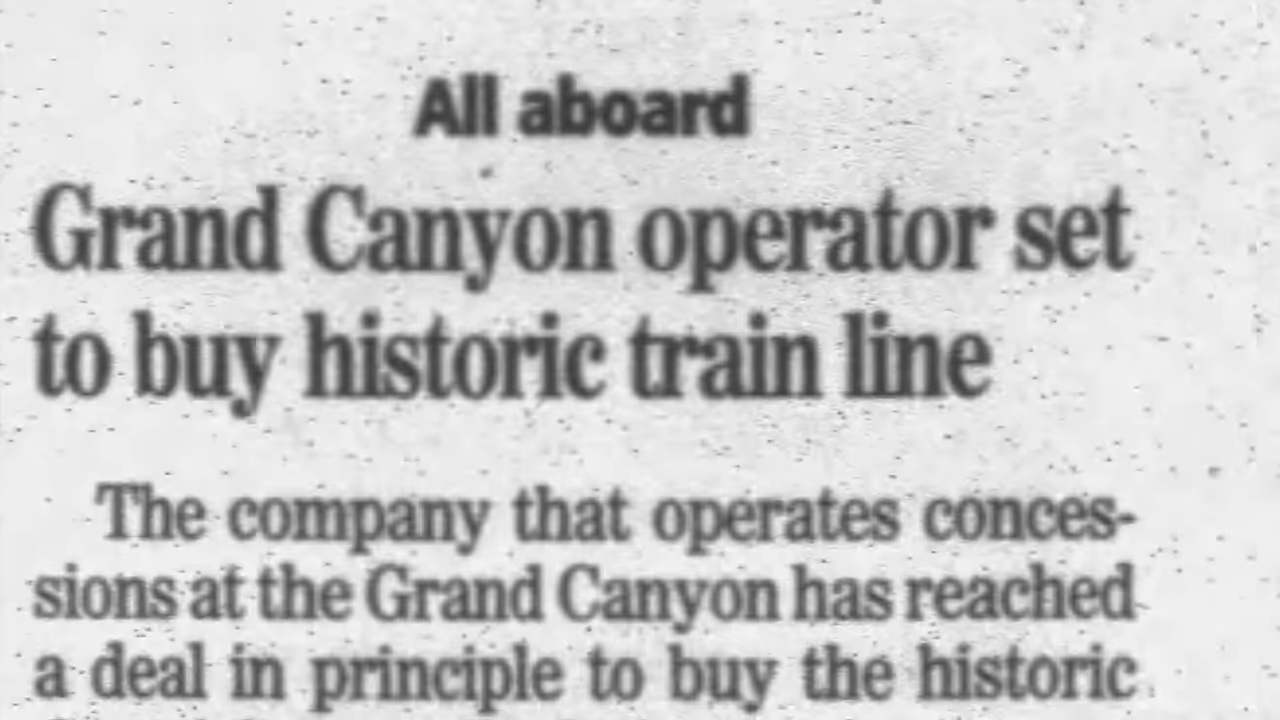 All aboard
Grand Canyon operator set
to buy historic train line
The company that operates conces-
sions at the Grand Canyon has reached
a deal in principle to buy the historic